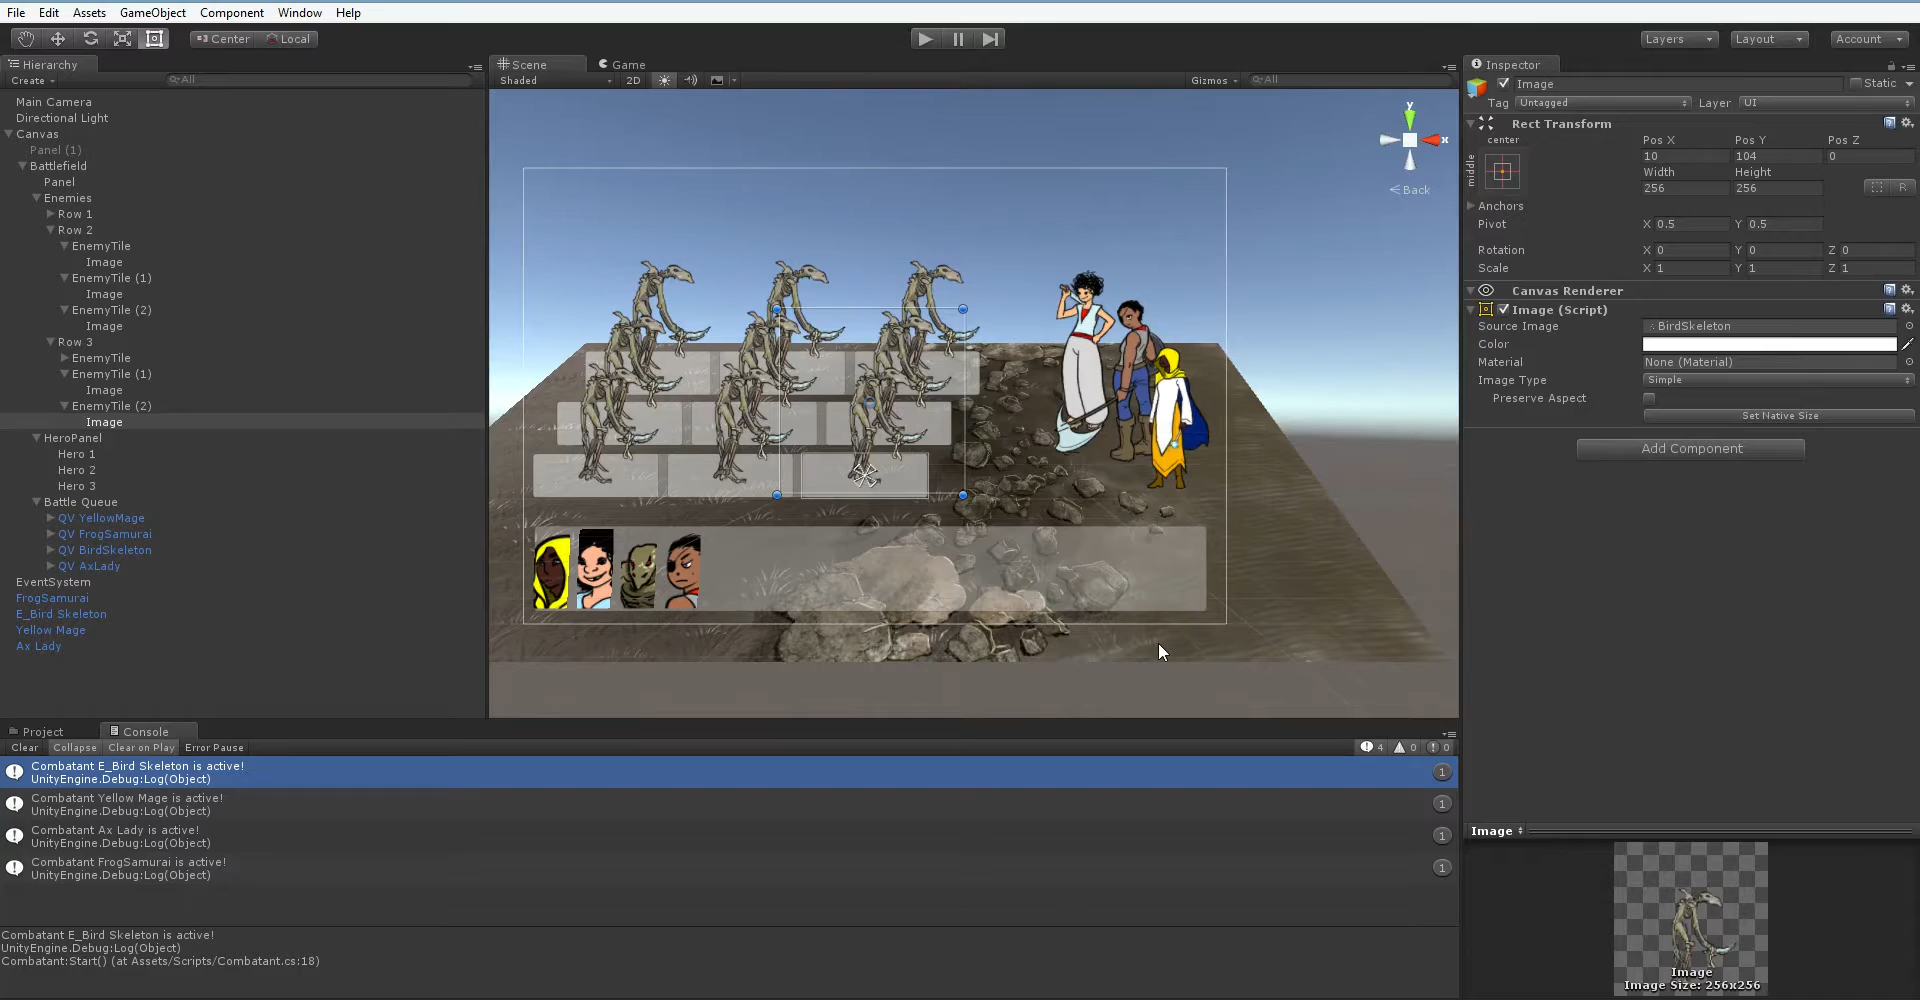 File Edit Assets GameObject Component Window Help
Center Local
Layers Layout Account
Hierarchy
Create All
Main Camera
Directional Light
Canvas
Panel (1)
Battlefield
Panel
Enemies
Row 1
Row 2
EnemyTile
Image
EnemyTile (1)
Image
EnemyTile (2)
Image
Row 3
EnemyTile
EnemyTile (1)
Image
EnemyTile (2)
Image
HeroPanel
Hero 1
Hero 2
Hero 3
Battle Queue
QV YellowMage
QV FrogSamurai
QV BirdSkeleton
QV AxLady
EventSystem
FrogSamurai
E_Bird Skeleton
Yellow Mage
Ax Lady
Scene Game
Shaded 2D Gizmos All
y
x
Back
Inspector
Image Static
Tag Untagged Layer UI
Rect Transform
center Pos X Pos Y Pos Z
middle 10 104 0
Width Height
256 256 R
Anchors
Pivot X 0.5 Y 0.5
Rotation X 0 Y 0 Z 0
Scale X 1 Y 1 Z 1
Canvas Renderer
Image (Script)
Source Image BirdSkeleton
Color
Material None (Material)
Image Type Simple
Preserve Aspect
Set Native Size
Add Component
Project Console
Clear Collapse Clear on Play Error Pause 4 0 0
Combatant E_Bird Skeleton is active!
UnityEngine.Debug:Log(Object) 1
Combatant Yellow Mage is active!
UnityEngine.Debug:Log(Object) 1
Combatant Ax Lady is active!
UnityEngine.Debug:Log(Object) 1
Combatant FrogSamurai is active!
UnityEngine.Debug:Log(Object) 1
Combatant E_Bird Skeleton is active!
UnityEngine.Debug:Log(Object)
Combatant:Start() (at Assets/Scripts/Combatant.cs:18)
Image
Image
Image Size: 256x256